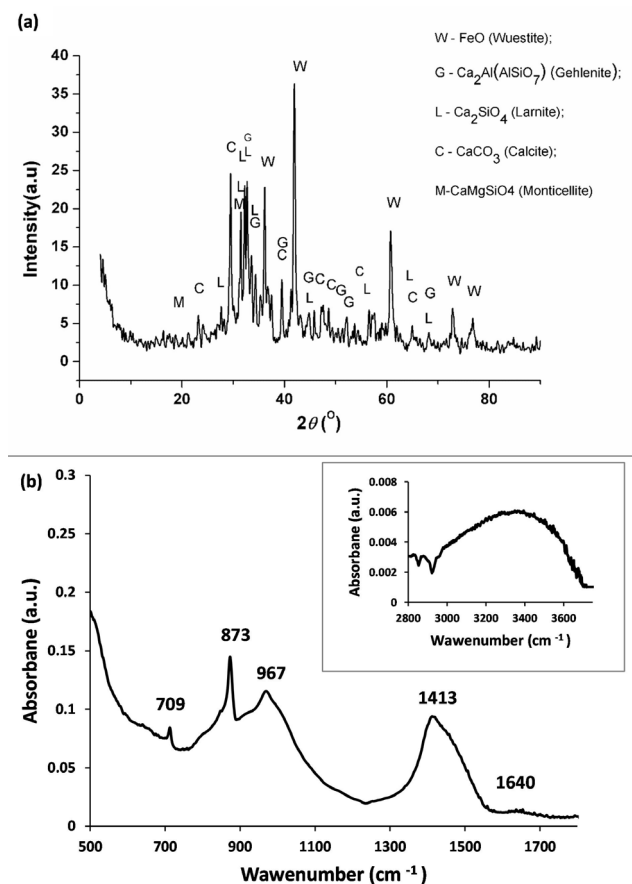 (a)
W - FeO (Wuestite);
G - Ca2Al(AlSiO7) (Gehlenite);
L - Ca2SiO4 (Larnite);
C - CaCO3 (Calcite);
M-CaMgSiO4 (Monticellite)
Intensity(a.u)
40
35
30
25
20
15
10
5
0
M
C
L
C
M
L
L
G
L
L
G
W
G
C
W
G
L
C
G
C
G
G
C
L
W
L
C
G
L
W
W
0
20
40
60
80
2θ (O)
(b)
Absorbane (a.u.)
0.3
0.25
0.2
0.15
0.1
0.05
0
709
873
967
1413
1640
500
700
900
1100
1300
1500
1700
Wawenumber (cm -1)
Absorbane (a.u.)
0.008
0.006
0.004
0.002
0
2800
3000
3200
3400
3600
Wawenumber (cm -1)